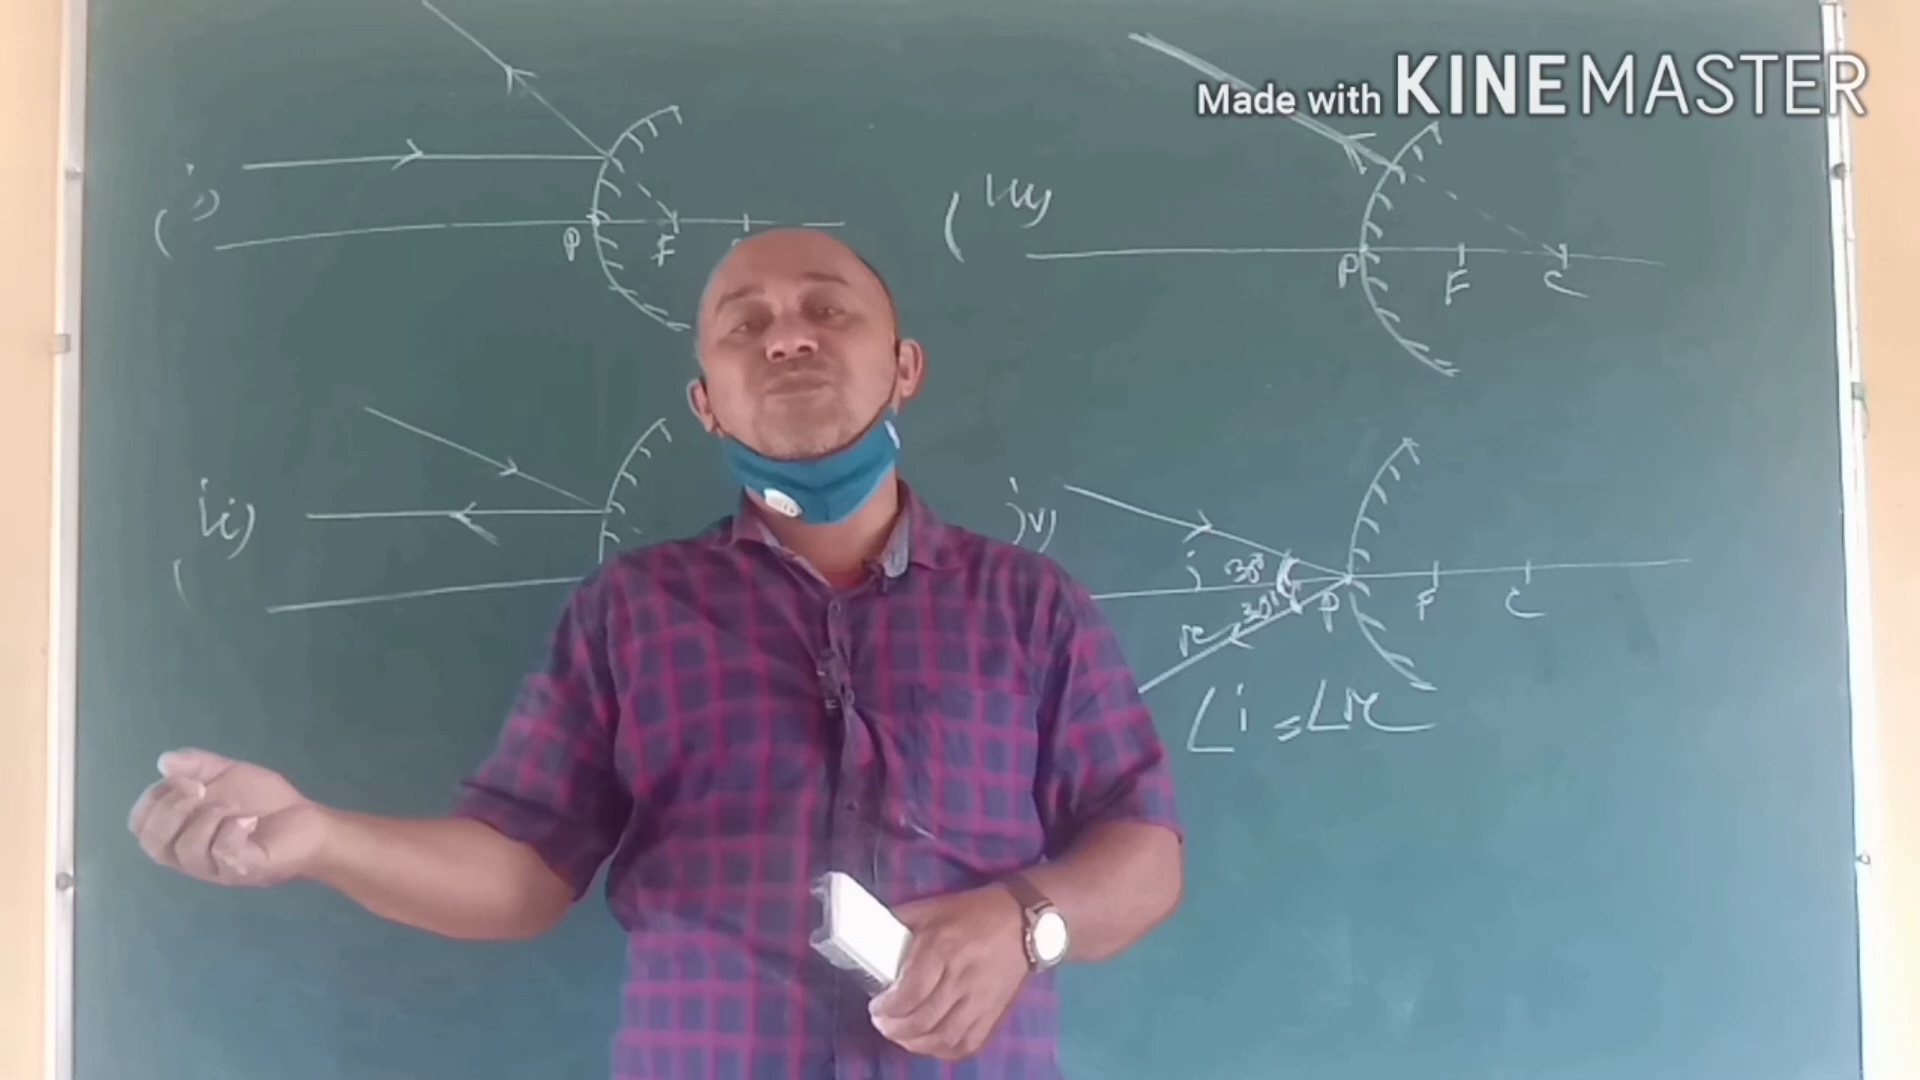 Made with KINEMASTER
(i)
P F
(iii)
P F C
(ii)
iv)
i 30°
r 30°
P F C
∠i = ∠r